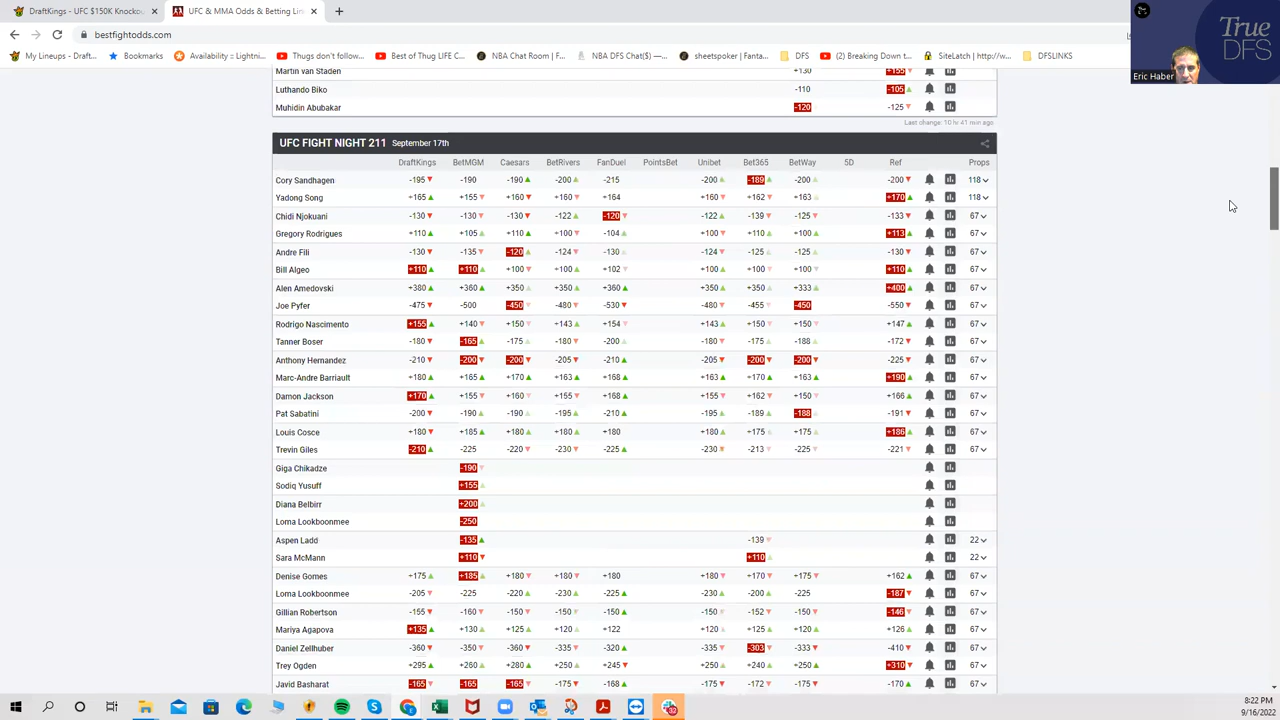 DraftKings - UFC $150K Knockou × UFC & MMA Odds & Betting Lin × +
bestfightodds.com
My Lineups - Draft... Bookmarks Availability :: Lightni... Thugs don't follow... Best of Thug LIFE C... NBA Chat Room | F... NBA DFS Chat($) —... sheetspoker | Fanta... DFS (2) Breaking Down t... SiteLatch | http://w... DFSLINKS
True DFS
Eric Haber
Martin van Staden +130 -155▼
Luthando Biko -110 -105▲
Muhidin Abubakar -120 -125▼
Last change: 10 hr 41 min ago
UFC FIGHT NIGHT 211 September 17th
DraftKings BetMGM Caesars BetRivers FanDuel PointsBet Unibet Bet365 BetWay 5D Ref Props
Cory Sandhagen -195▼ -190 -190▲ -200▲ -215 -200▲ -189▲ -200▲ -200▼ 118
Yadong Song +165▲ +155▼ +160▼ +160▼ +164 +160▼ +162▼ +163▲ +170▲ 118
Chidi Njokuani -130▼ -130▼ -130▼ -122▲ -120▼ -122▲ -139▼ -125▼ -133▼ 67
Gregory Rodrigues +110▲ +105▲ +110▲ +100▼ -104▲ +100▼ +110▲ +100▲ +113▲ 67
Andre Fili -130▼ -135▼ -120▲ -124▼ -130▲ -124▼ -125▲ -125▲ -130▼ 67
Bill Algeo +110▲ +110▲ +100▼ +100▲ +102▼ +100▲ +100▼ +100▼ +110▲ 67
Alen Amedovski +380▲ +360▲ +350▲ +350▲ +360▲ +350▲ +350▲ +333▲ +400▲ 67
Joe Pyfer -475▼ -500 -450▼ -480▼ -530▼ -480▼ -455▼ -450 -550▼ 67
Rodrigo Nascimento +155▲ +140▼ +150▼ +143▲ +154▼ +143▲ +150▼ +150▼ +147▲ 67
Tanner Boser -180▼ -165▲ -175▲ -180▼ -200▲ -180▼ -175▲ -188▲ -172▼ 67
Anthony Hernandez -210▼ -200▼ -200▼ -205▼ -210▲ -205▼ -200▼ -200▼ -225▼ 67
Marc-Andre Barriault +180▲ +165▲ +170▲ +163▲ +168▲ +163▲ +170▲ +163▲ +190▲ 67
Damon Jackson +170▲ +155▼ +160▼ +155▼ +168▲ +155▼ +162▼ +150▼ +166▲ 67
Pat Sabatini -200▼ -190▲ -190▲ -195▲ -210▲ -195▲ -189▲ -188▲ -191▼ 67
Louis Cosce +180▼ +185▲ +180▲ +180▲ +180 +180▲ +175▲ +175▲ +186▲ 67
Trevin Giles -210▲ -225 -220▼ -230▼ -225▲ -230▼ -213▼ -225▼ -221▼ 67
Giga Chikadze -190▼
Sodiq Yusuff +155▲
Diana Belbirr +200▲
Loma Lookboonmee -250
Aspen Ladd -135▲ -139▼ 22
Sara McMann +110▼ +110▲ 22
Denise Gomes +175▲ +185▲ +180▼ +180▼ +180 +180▼ +170▼ +175▼ +162▲ 67
Loma Lookboonmee -205▼ -225 -220▲ -230▲ -225▲ -230▲ -200▲ -225 -187▼ 67
Gillian Robertson -155▼ -160▼ -150▼ -150▼ -150▲ -150▼ -152▼ -150▼ -146▼ 67
Mariya Agapova +135▲ +130▲ +125▲ +120▲ +122 +120▲ +125▲ +120▲ +126▲ 67
Daniel Zellhuber -360▼ -350▼ -360▼ -335▼ -320▲ -335▼ -303▼ -333▼ -410▼ 67
Trey Ogden +295▲ +280▲ +280▲ +250▲ +245▼ +250▲ +240▲ +250▲ +310▼ 67
Javid Basharat -165▼ -165 -165▼ -175▼ -168▲ -175▼ -172▼ -175▼ -170▲ 67
8:22 PM
9/16/2022